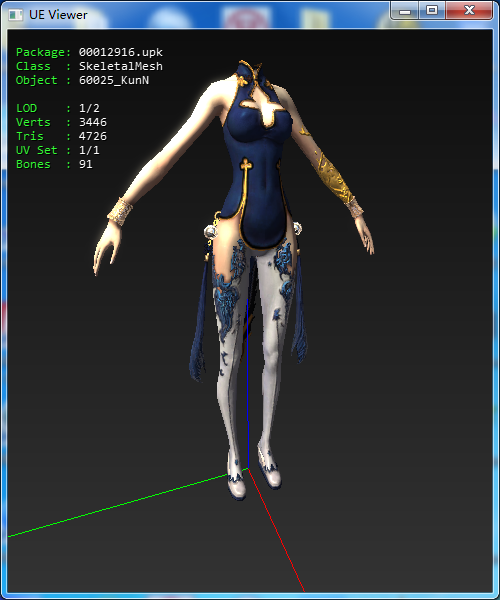 UE Viewer
Package: 00012916.upk
Class : SkeletalMesh
Object : 60025_KunN
LOD : 1/2
Verts : 3446
Tris : 4726
UV Set : 1/1
Bones : 91